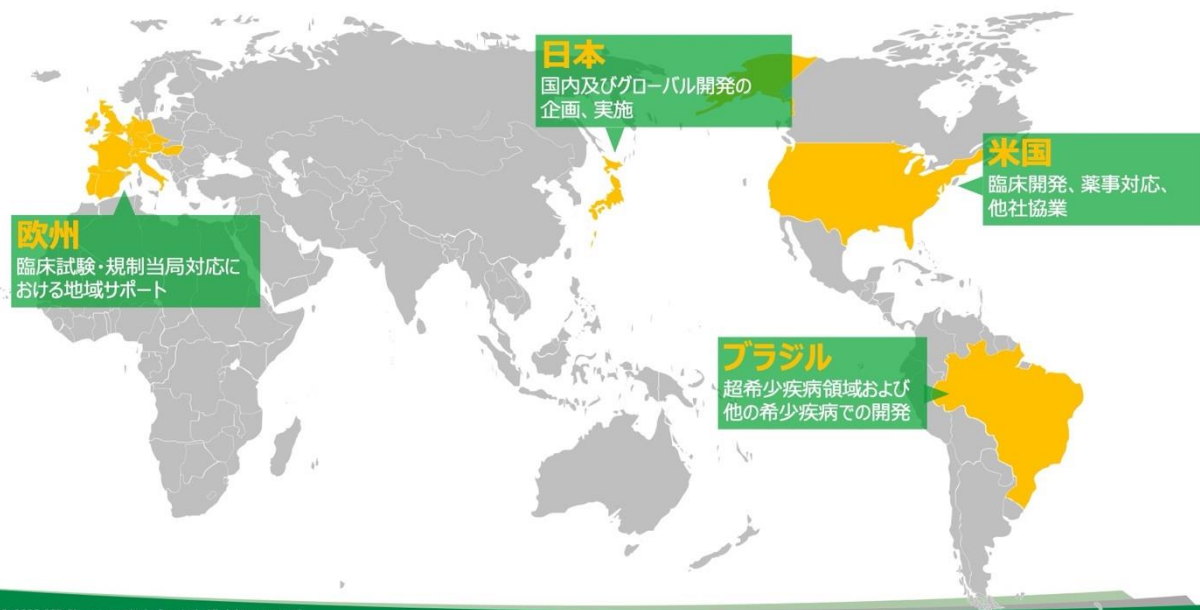 日本
国内及びグローバル開発の
企画、実施
米国
臨床開発、薬事対応、
他社協業
欧州
臨床試験・規制当局対応に
おける地域サポート
ブラジル
超希少疾病領域および
他の希少疾病での開発